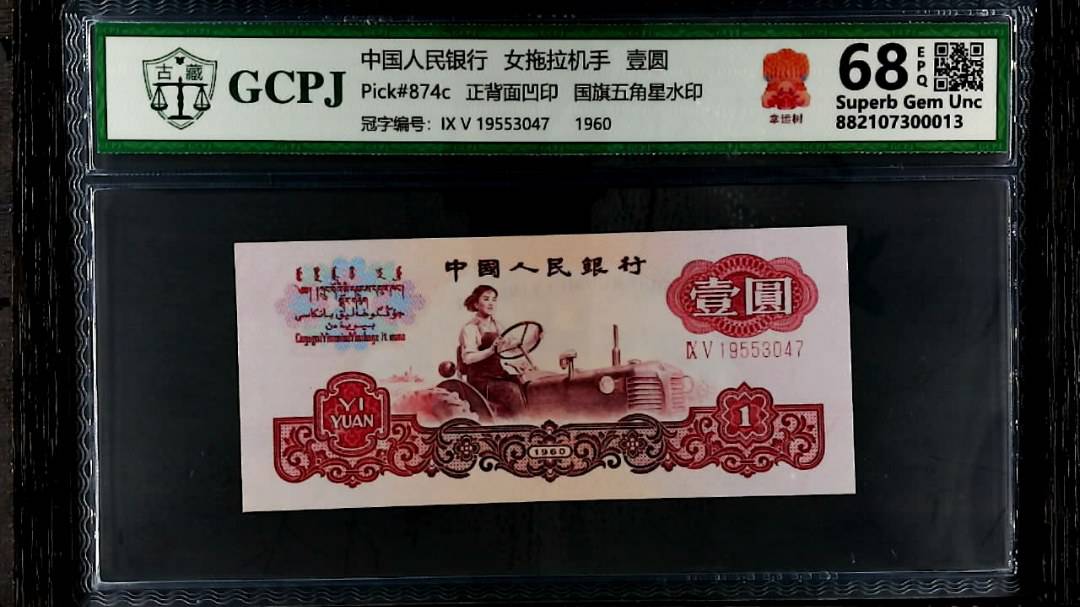 古藏
GCPJ
中国人民银行 女拖拉机手 壹圆
Pick#874c 正背面凹印 国旗五角星水印
冠字编号：Ⅸ Ⅴ 19553047 1960
68
EPQ
Superb Gem Unc
882107300013
中國人民銀行
壹圓
Ⅸ Ⅴ 19553047
YI
YUAN
1
1960